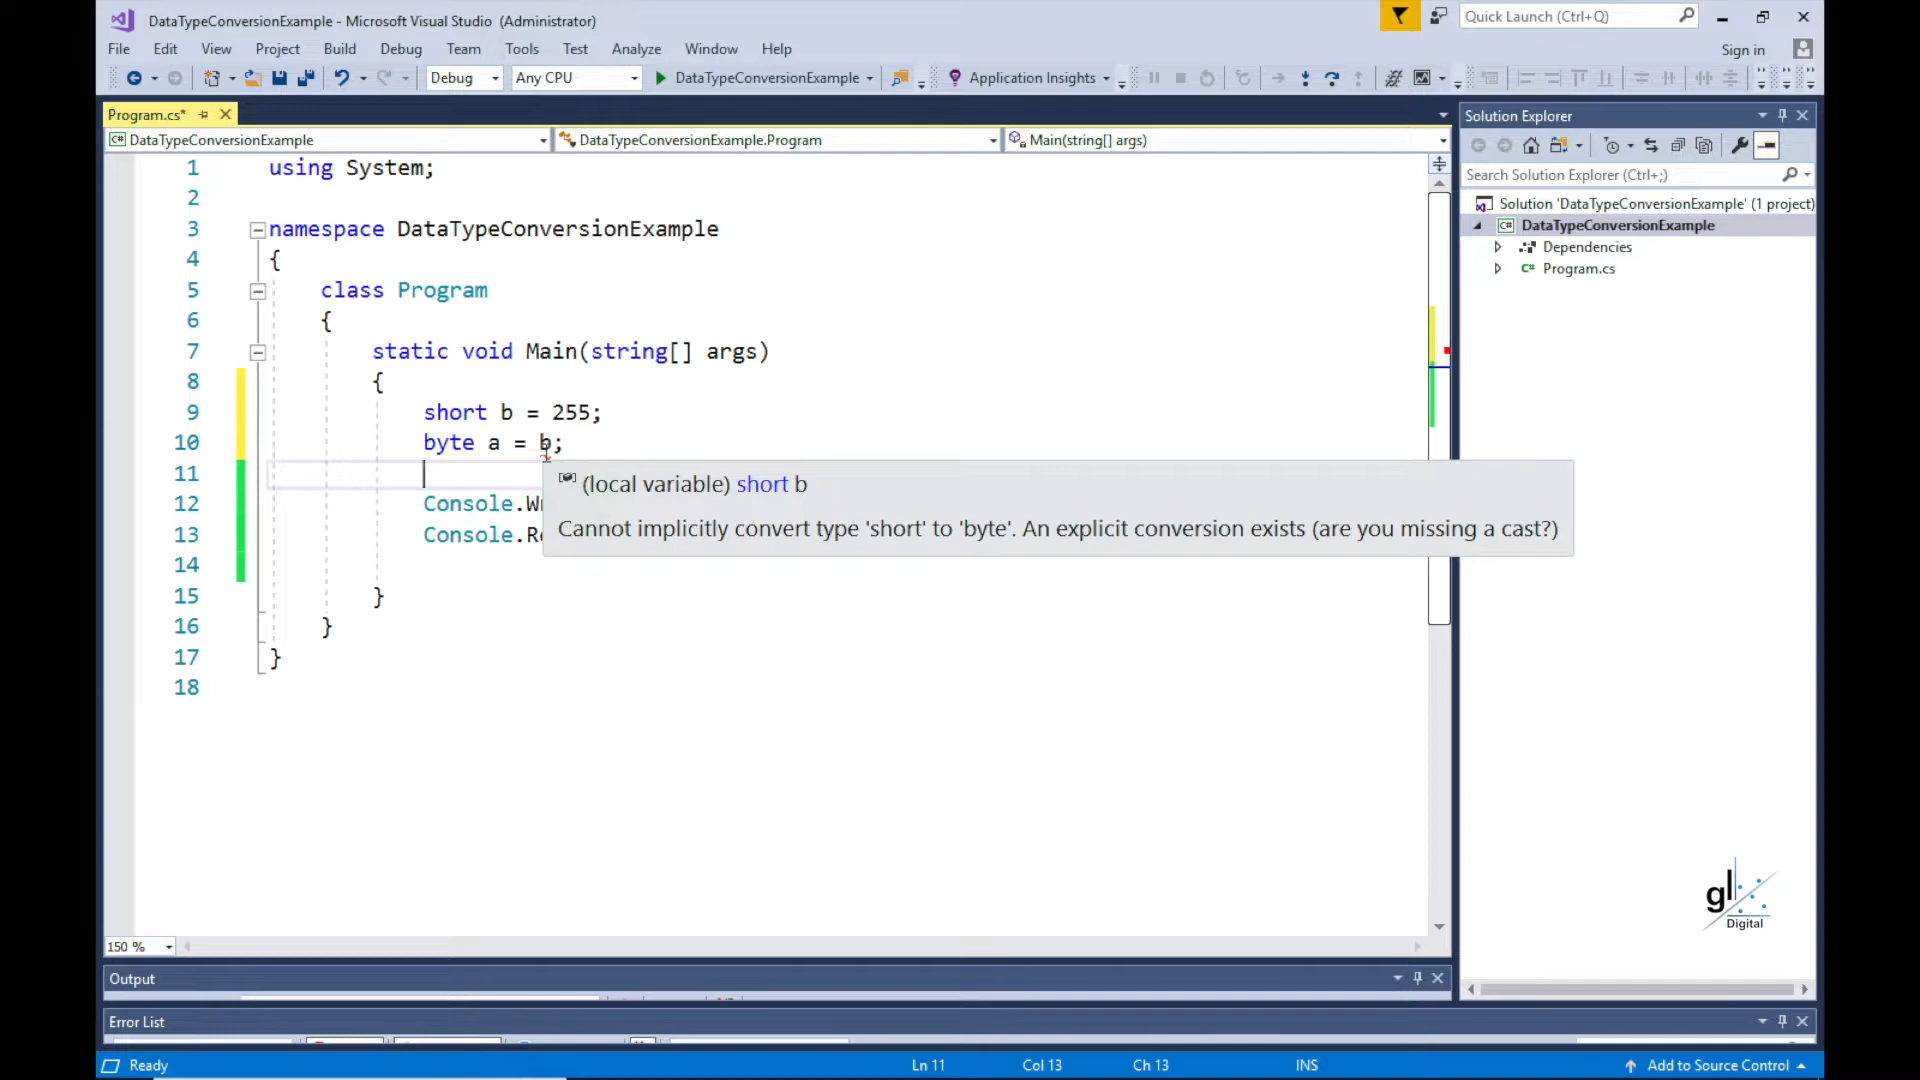 DataTypeConversionExample - Microsoft Visual Studio (Administrator)
Quick Launch (Ctrl+Q)
File Edit View Project Build Debug Team Tools Test Analyze Window Help
Sign in
Debug Any CPU DataTypeConversionExample Application Insights
Program.cs*
Solution Explorer
DataTypeConversionExample DataTypeConversionExample.Program Main(string[] args)
Search Solution Explorer (Ctrl+;)
Solution 'DataTypeConversionExample' (1 project)
DataTypeConversionExample
Dependencies
Program.cs
1 using System;
2
3 namespace DataTypeConversionExample
4 {
5 class Program
6 {
7 static void Main(string[] args)
8 {
9 short b = 255;
10 byte a = b;
11
(local variable) short b
12 Console.W
Cannot implicitly convert type 'short' to 'byte'. An explicit conversion exists (are you missing a cast?)
13 Console.R
14
15 }
16 }
17 }
18
gl
Digital
150 %
Output
Error List
Ready Ln 11 Col 13 Ch 13 INS Add to Source Control